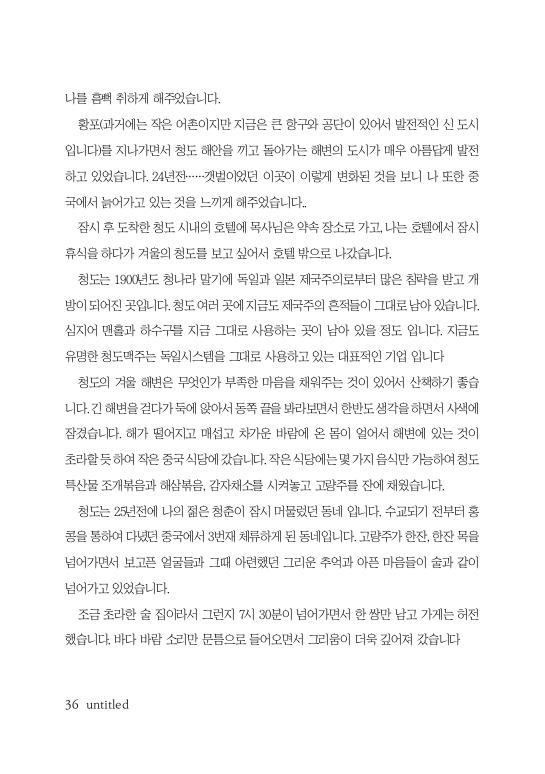 나를 흠뻑 취하게 해주었습니다.
황포(과거에는 작은 어촌이지만 지금은 큰 항구와 공단이 있어서 발전적인 신 도시
입니다)를 지나가면서 청도 해안을 끼고 돌아가는 해변의 도시가 매우 아름답게 발전
하고 있었습니다. 24년전……갯벌이었던 이곳이 이렇게 변화된 것을 보니 나 또한 중
국에서 늙어가고 있는 것을 느끼게 해주었습니다..
잠시 후 도착한 청도 시내의 호텔에 목사님은 약속 장소로 가고, 나는 호텔에서 잠시
휴식을 하다가 겨울의 청도를 보고 싶어서 호텔 밖으로 나갔습니다.
청도는 1900년도 청나라 말기에 독일과 일본 제국주의로부터 많은 침략을 받고 개
방이 되어진 곳입니다. 청도 여러 곳에 지금도 제국주의 흔적들이 그대로 남아 있습니다.
심지어 맨홀과 하수구를 지금 그대로 사용하는 곳이 남아 있을 정도 입니다. 지금도
유명한 청도맥주는 독일시스템을 그대로 사용하고 있는 대표적인 기업 입니다
청도의 겨울 해변은 무엇인가 부족한 마음을 채워주는 것이 있어서 산책하기 좋습
니다. 긴 해변을 걷다가 둑에 앉아서 동쪽 끝을 봐라보면서 한반도 생각을 하면서 사색에
잠겼습니다. 해가 떨어지고 매섭고 차가운 바람에 온 몸이 얼어서 해변에 있는 것이
초라할 듯 하여 작은 중국 식당에 갔습니다. 작은 식당에는 몇 가지 음식만 가능하여 청도
특산물 조개볶음과 해삼볶음, 감자채소를 시켜놓고 고량주를 잔에 채웠습니다.
청도는 25년전에 나의 젊은 청춘이 잠시 머물렀던 동네 입니다. 수교되기 전부터 홍
콩을 통하여 다녔던 중국에서 3번재 체류하게 된 동네입니다. 고량주가 한잔, 한잔 목을
넘어가면서 보고픈 얼굴들과 그때 아련했던 그리운 추억과 아픈 마음들이 술과 같이
넘어가고 있었습니다.
조금 초라한 술 집이라서 그런지 7시 30분이 넘어가면서 한 쌍만 남고 가게는 허전
했습니다. 바다 바람 소리만 문틈으로 들어오면서 그리움이 더욱 깊어져 갔습니다
36 untitled